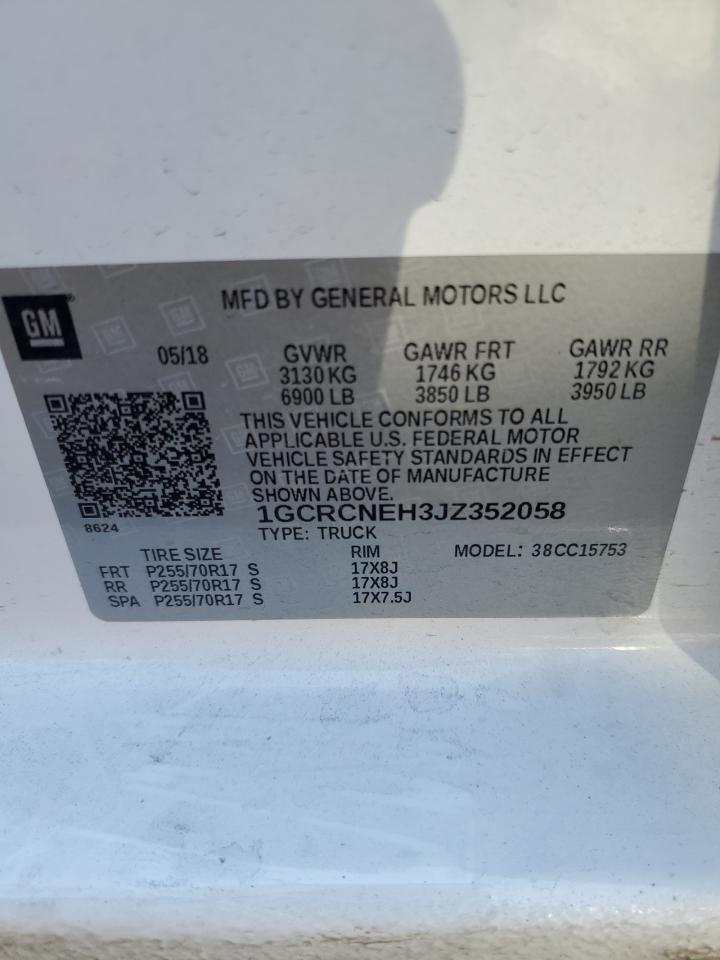 GM
MFD BY GENERAL MOTORS LLC
05/18 GVWR GAWR FRT GAWR RR
3130 KG 1746 KG 1792 KG
6900 LB 3850 LB 3950 LB
THIS VEHICLE CONFORMS TO ALL
APPLICABLE U.S. FEDERAL MOTOR
VEHICLE SAFETY STANDARDS IN EFFECT
ON THE DATE OF MANUFACTURE
SHOWN ABOVE.
1GCRCNEH3JZ352058
8624
TYPE: TRUCK
TIRE SIZE RIM MODEL: 38CC15753
FRT P255/70R17 S 17X8J
RR P255/70R17 S 17X8J
SPA P255/70R17 S 17X7.5J